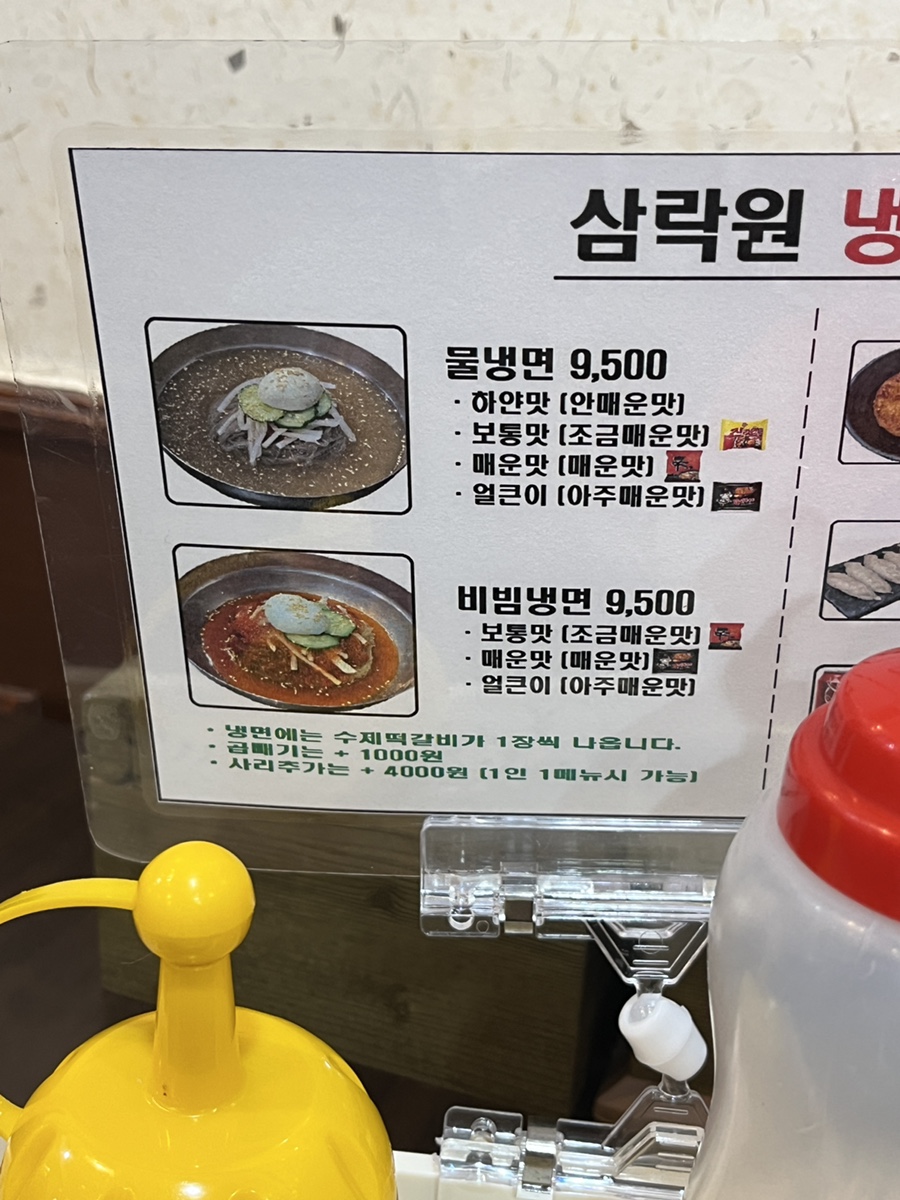 삼락원 냉
물냉면 9,500
· 하얀맛 (안매운맛)
· 보통맛 (조금매운맛)
· 매운맛 (매운맛)
· 얼큰이 (아주매운맛)
비빔냉면 9,500
· 보통맛 (조금매운맛)
· 매운맛 (매운맛)
· 얼큰이 (아주매운맛)
· 냉면에는 수제떡갈비가 1장씩 나옵니다.
· 곱빼기는 + 1000원
· 사리추가는 + 4000원 (1인 1메뉴시 가능)